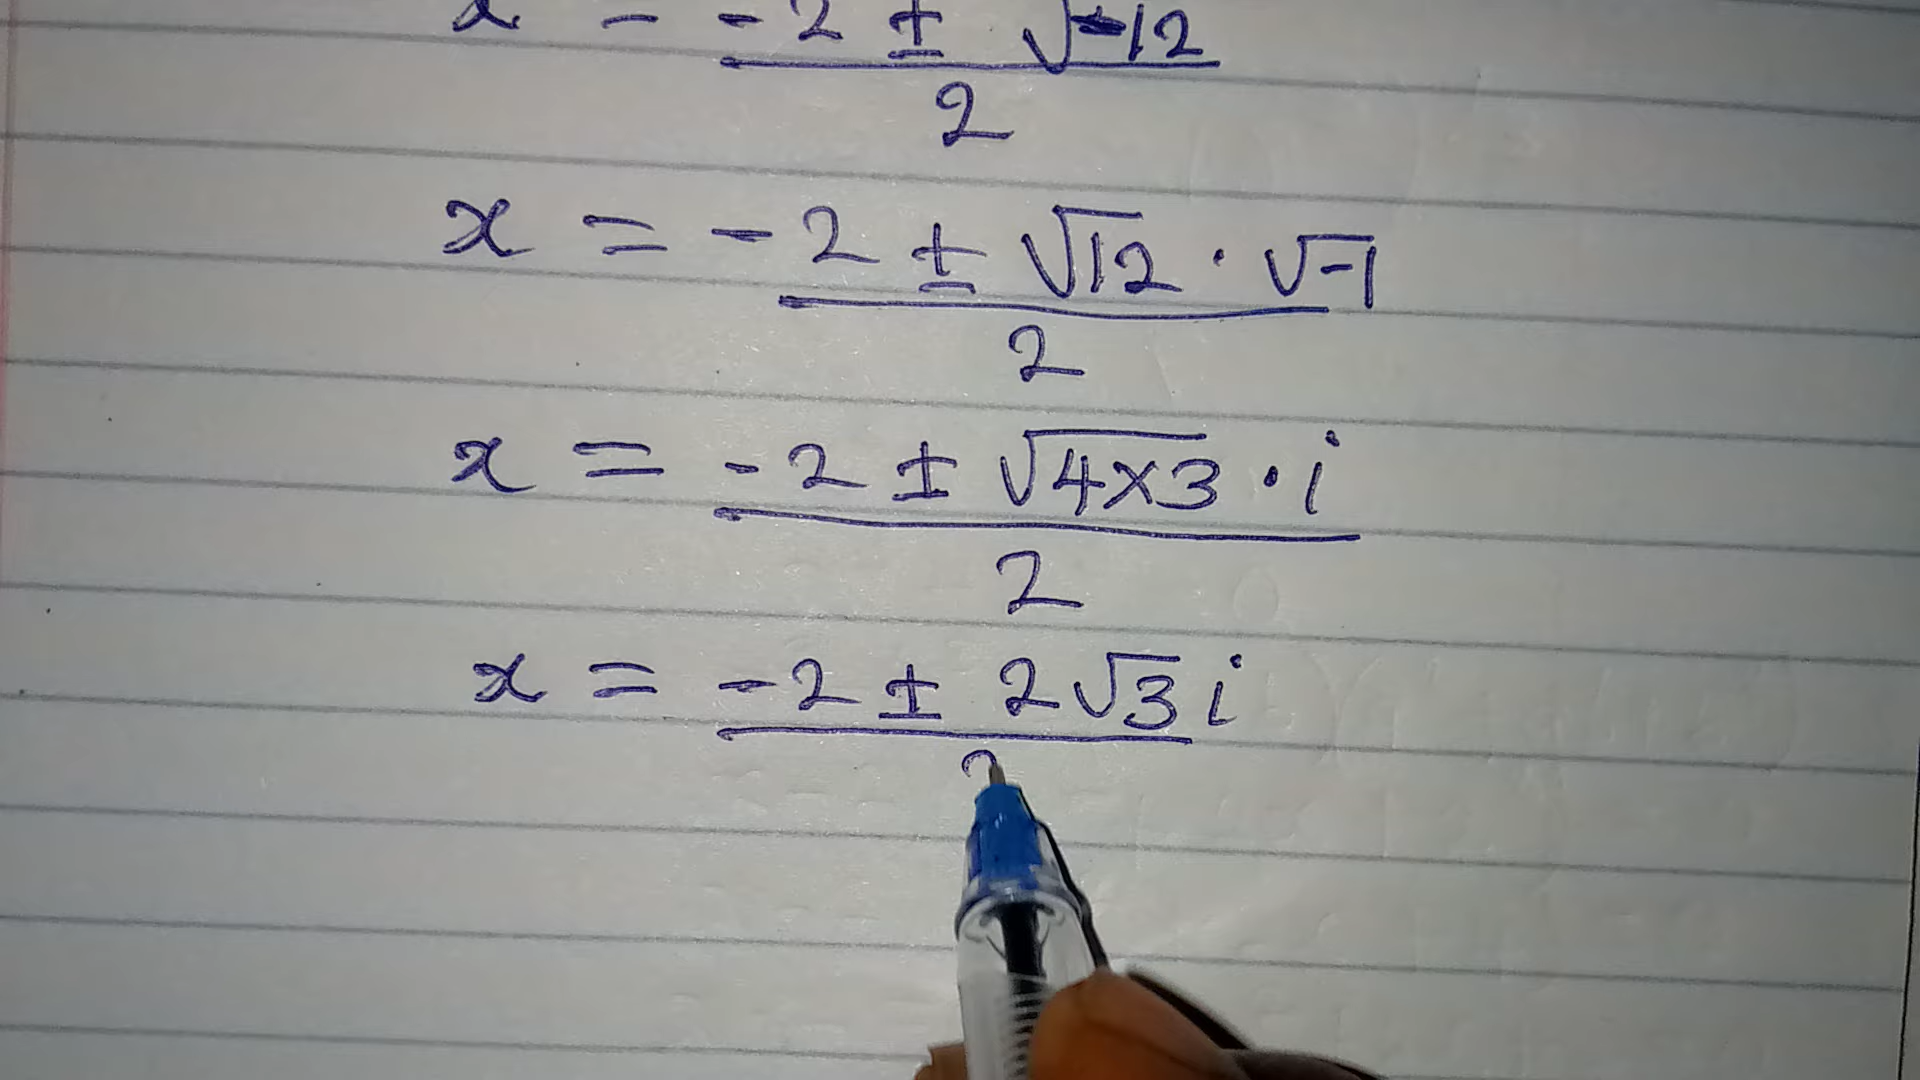 x = -2 ± √-12
2
x = -2 ± √12 · √-1
2
x = -2 ± √4×3 · i
2
x = -2 ± 2√3 i